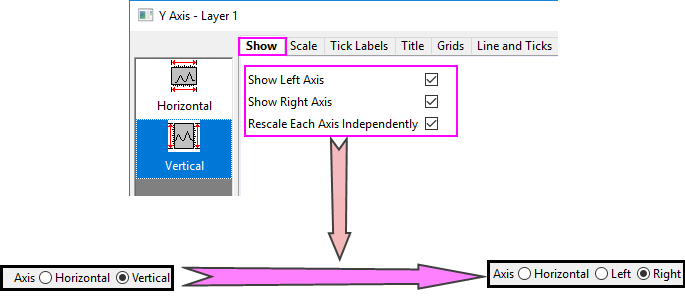 Y Axis - Layer 1
Show Scale Tick Labels Title Grids Line and Ticks
Show Left Axis
Show Right Axis
Rescale Each Axis Independently
Horizontal
Vertical
Axis Horizontal Vertical
Axis Horizontal Left Right